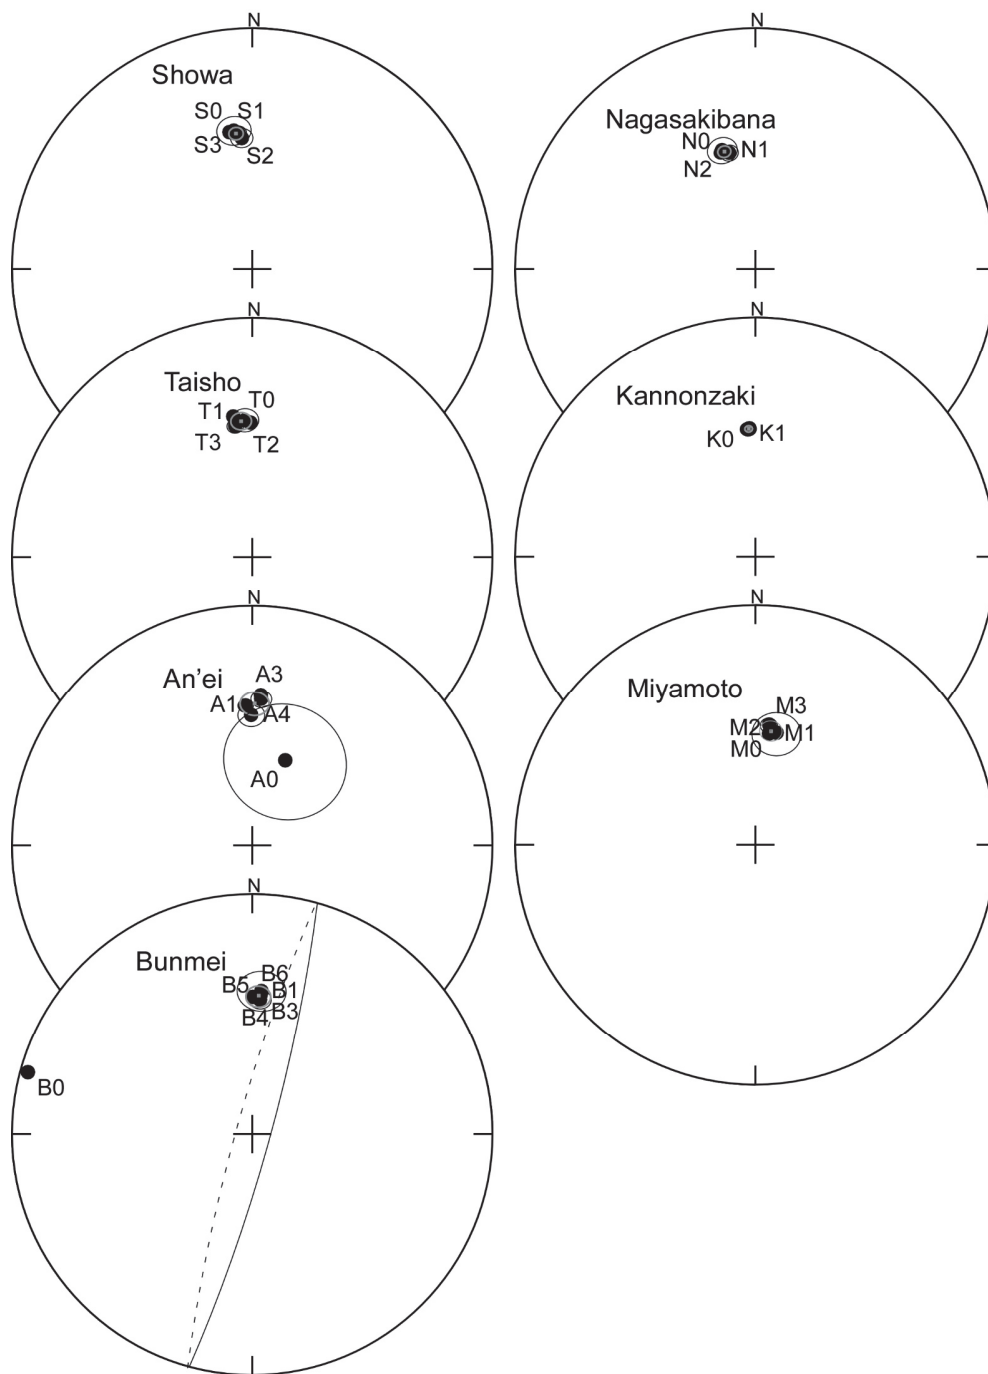 N
Showa
S0 S1
S3 S2
N
Nagasakibana
N0 N1
N2
N
Taisho
T1 T0
T3 T2
N
Kannonzaki
K0 K1
N
An'ei
A3
A1
A4
A0
N
Miyamoto
M3
M2 M1
M0
N
Bunmei
B6
B5 B1
B4 B3
B0